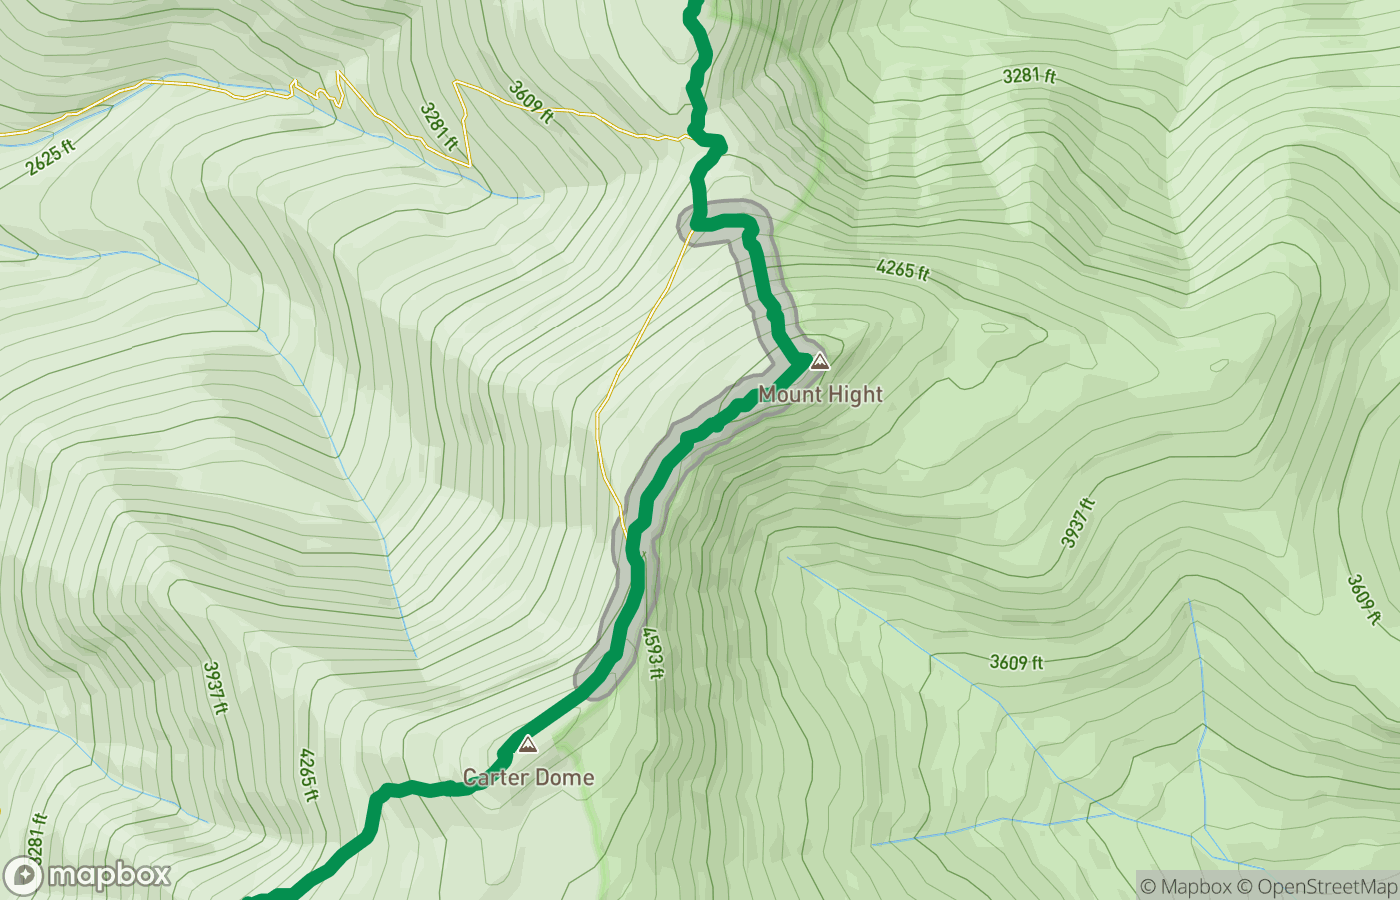 3281 ft
3609 ft
3281 ft
2625 ft
4265 ft
Mount Hight
3937 ft
3609 ft
4593 ft
3609 ft
3937 ft
4265 ft
Carter Dome
3281 ft
mapbox
© Mapbox © OpenStreetMap